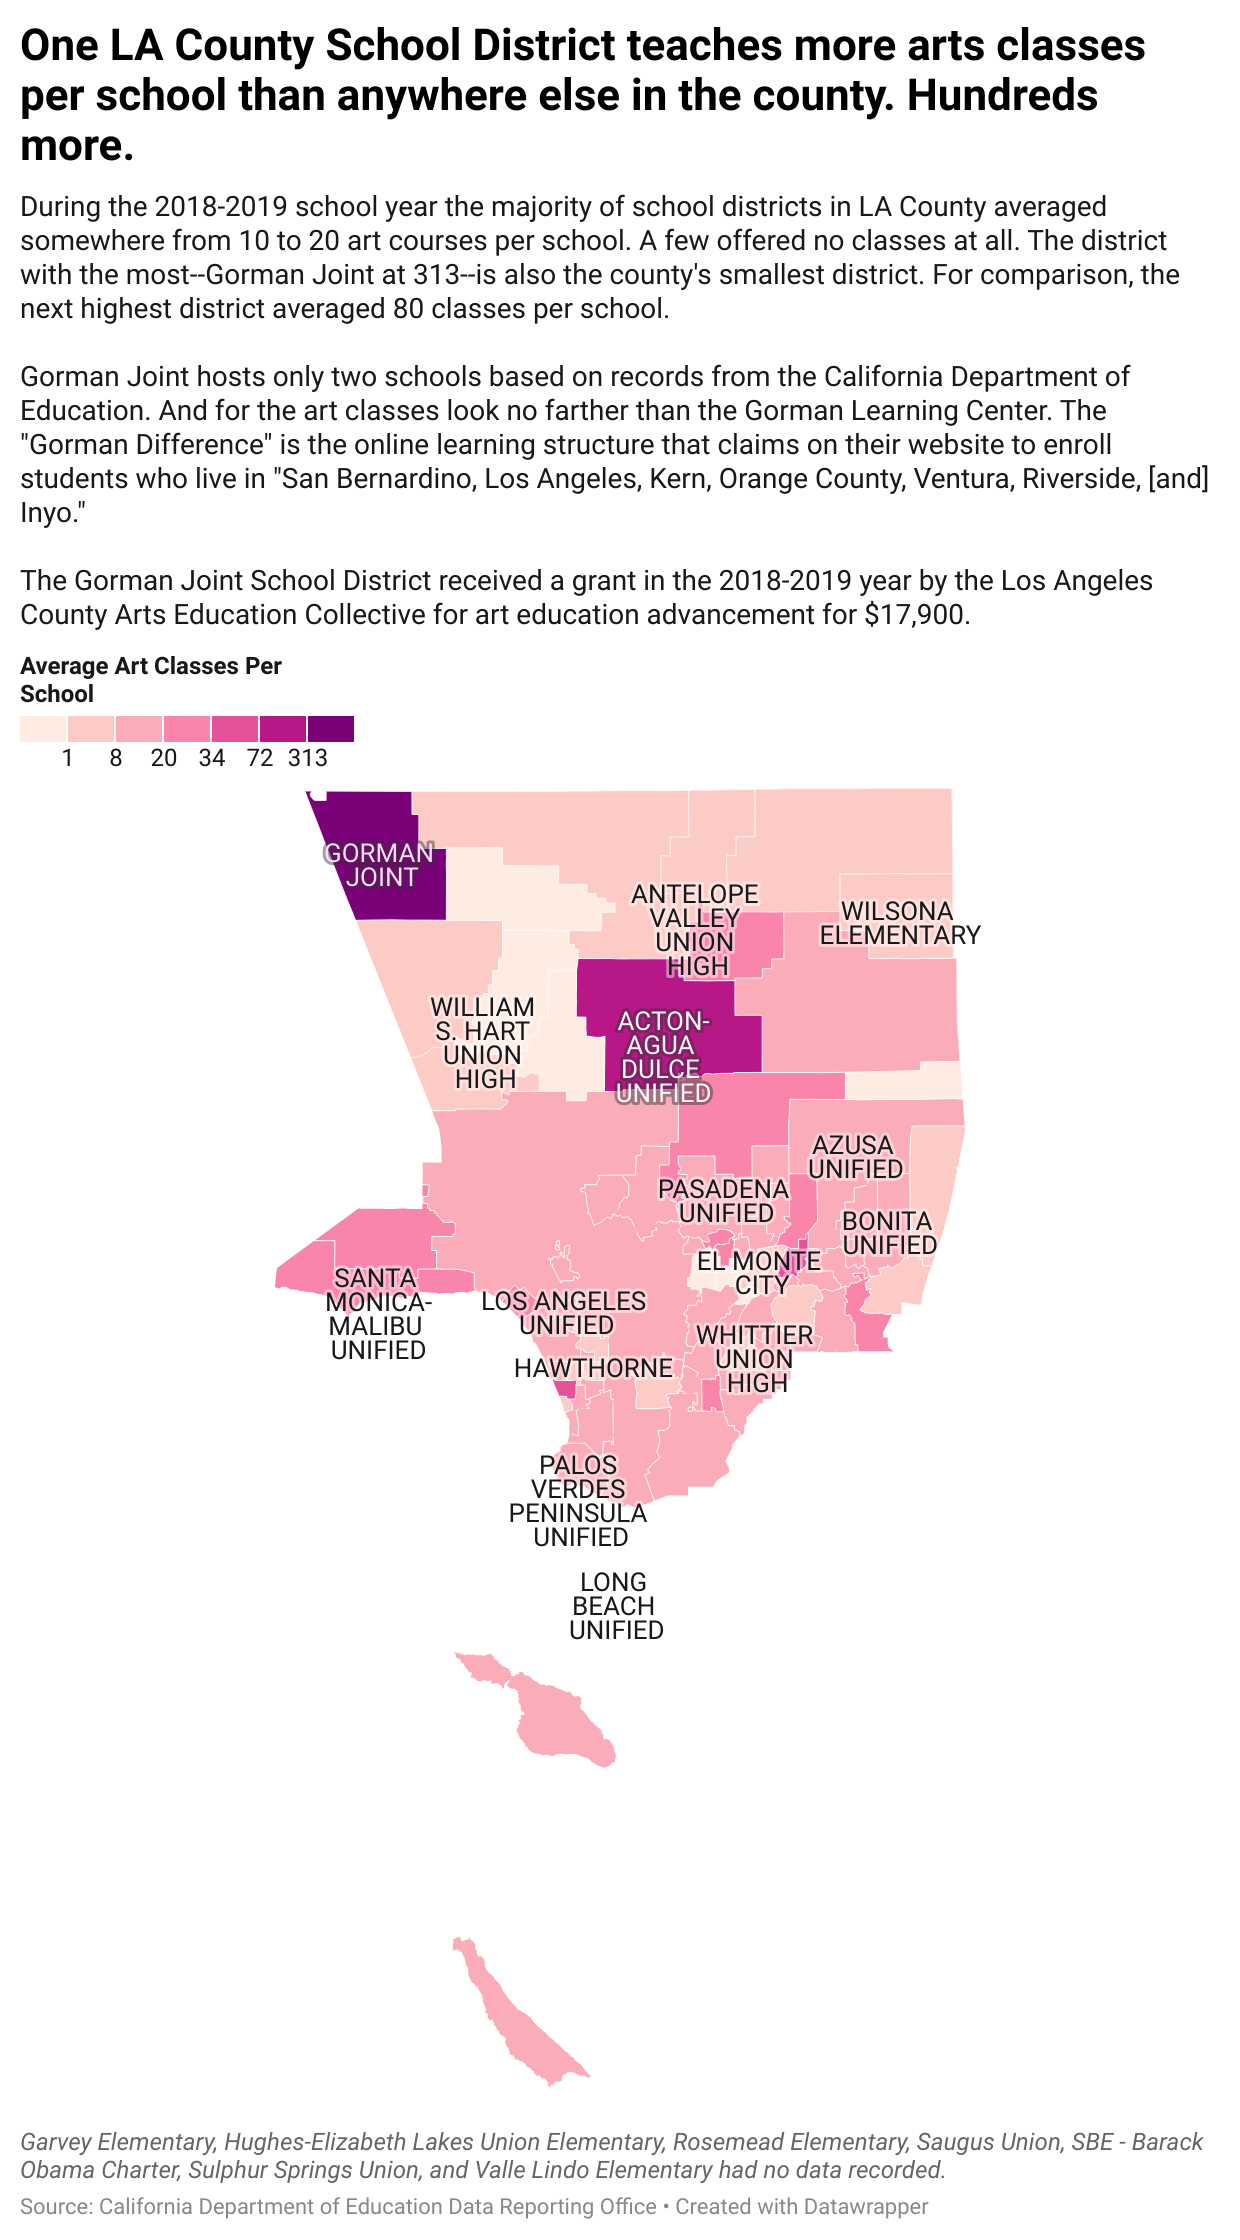 One LA County School District teaches more arts classes
per school than anywhere else in the county. Hundreds
more.
During the 2018-2019 school year the majority of school districts in LA County averaged
somewhere from 10 to 20 art courses per school. A few offered no classes at all. The district
with the most--Gorman Joint at 313--is also the county's smallest district. For comparison, the
next highest district averaged 80 classes per school.
Gorman Joint hosts only two schools based on records from the California Department of
Education. And for the art classes look no farther than the Gorman Learning Center. The
"Gorman Difference" is the online learning structure that claims on their website to enroll
students who live in "San Bernardino, Los Angeles, Kern, Orange County, Ventura, Riverside, [and]
Inyo."
The Gorman Joint School District received a grant in the 2018-2019 year by the Los Angeles
County Arts Education Collective for art education advancement for $17,900.
Average Art Classes Per
School
1 8 20 34 72 313
GORMAN
JOINT
ANTELOPE
VALLEY
UNION
HIGH
WILSONA
ELEMENTARY
WILLIAM
S. HART
UNION
HIGH
ACTON-
AGUA
DULCE
UNIFIED
AZUSA
UNIFIED
PASADENA
UNIFIED
BONITA
UNIFIED
EL MONTE
CITY
SANTA
MONICA-
MALIBU
UNIFIED
LOS ANGELES
UNIFIED
WHITTIER
UNION
HIGH
HAWTHORNE
PALOS
VERDES
PENINSULA
UNIFIED
LONG
BEACH
UNIFIED
Garvey Elementary, Hughes-Elizabeth Lakes Union Elementary, Rosemead Elementary, Saugus Union, SBE - Barack
Obama Charter, Sulphur Springs Union, and Valle Lindo Elementary had no data recorded.
Source: California Department of Education Data Reporting Office • Created with Datawrapper